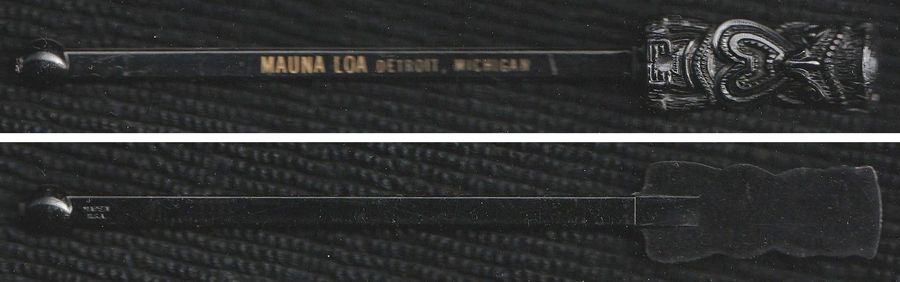 MAUNA LOA DETROIT, MICHIGAN
U.S.A.